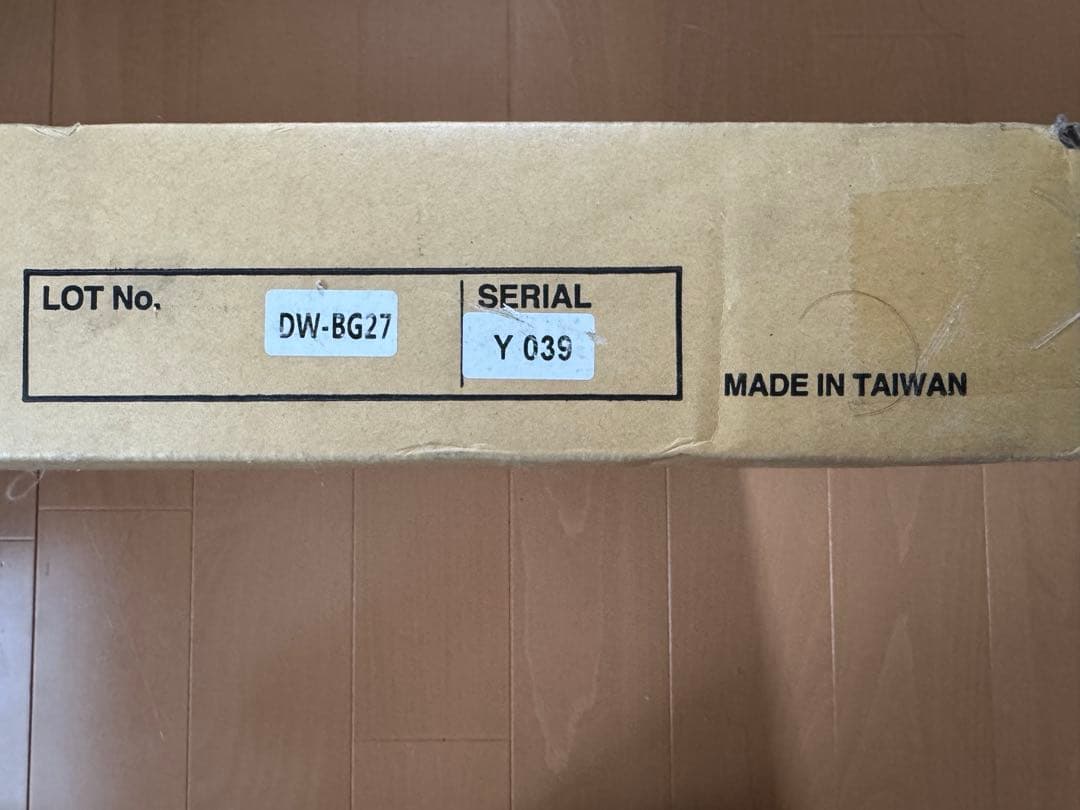 LOT No.
DW-BG27
SERIAL
Y 039
MADE IN TAIWAN